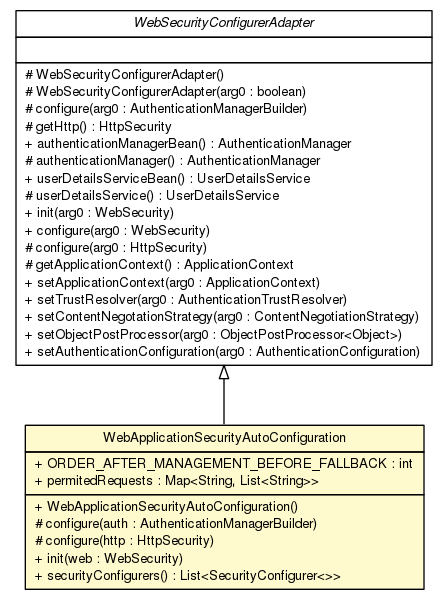 WebSecurityConfigurerAdapter
# WebSecurityConfigurerAdapter()
# WebSecurityConfigurerAdapter(arg0 : boolean)
# configure(arg0 : AuthenticationManagerBuilder)
# getHttp() : HttpSecurity
+ authenticationManagerBean() : AuthenticationManager
# authenticationManager() : AuthenticationManager
+ userDetailsServiceBean() : UserDetailsService
# userDetailsService() : UserDetailsService
+ init(arg0 : WebSecurity)
+ configure(arg0 : WebSecurity)
# configure(arg0 : HttpSecurity)
# getApplicationContext() : ApplicationContext
+ setApplicationContext(arg0 : ApplicationContext)
+ setTrustResolver(arg0 : AuthenticationTrustResolver)
+ setContentNegotationStrategy(arg0 : ContentNegotiationStrategy)
+ setObjectPostProcessor(arg0 : ObjectPostProcessor<Object>)
+ setAuthenticationConfiguration(arg0 : AuthenticationConfiguration)
WebApplicationSecurityAutoConfiguration
+ ORDER_AFTER_MANAGEMENT_BEFORE_FALLBACK : int
+ permitedRequests : Map<String, List<String>>
+ WebApplicationSecurityAutoConfiguration()
# configure(auth : AuthenticationManagerBuilder)
# configure(http : HttpSecurity)
+ init(web : WebSecurity)
+ securityConfigurers() : List<SecurityConfigurer<>>